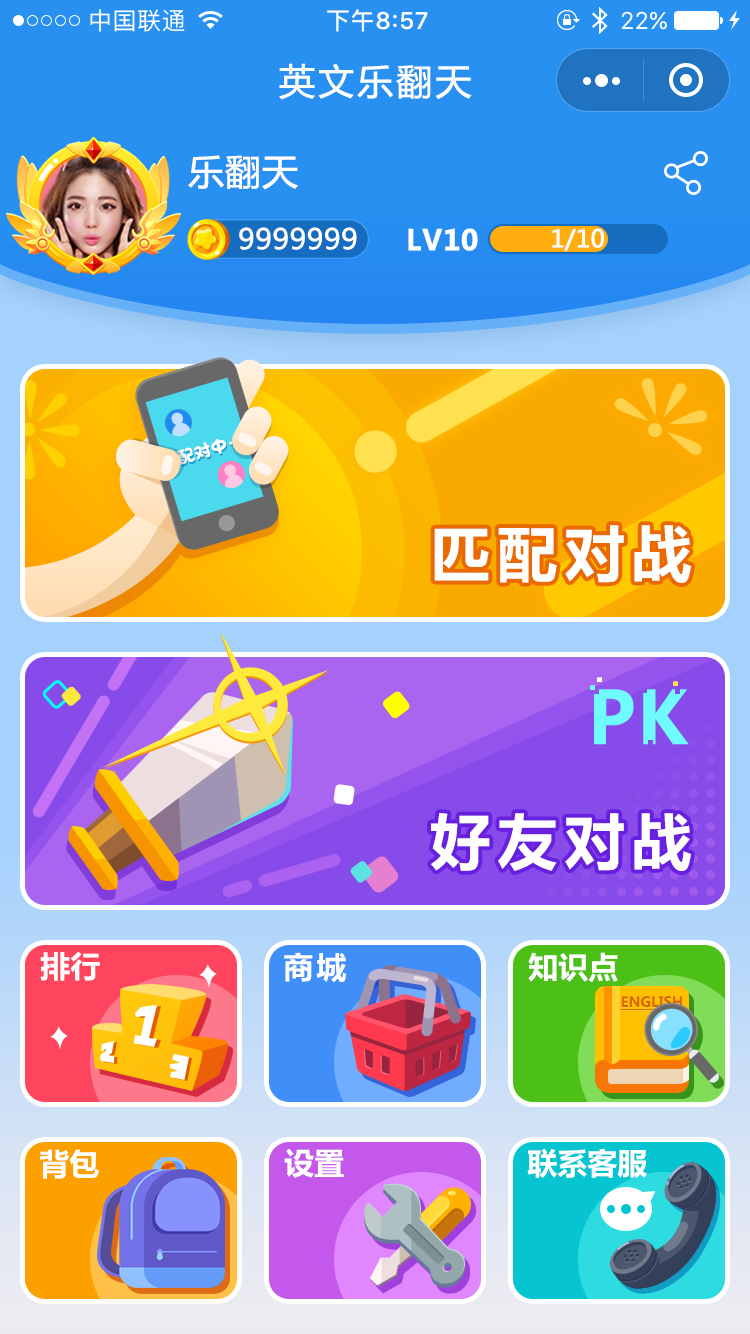 中国联通
下午8:57
22%
英文乐翻天
乐翻天
9999999
LV10
1/10
配对中
匹配对战
PK
好友对战
排行
1
2
3
商城
知识点
ENGLISH
背包
设置
联系客服